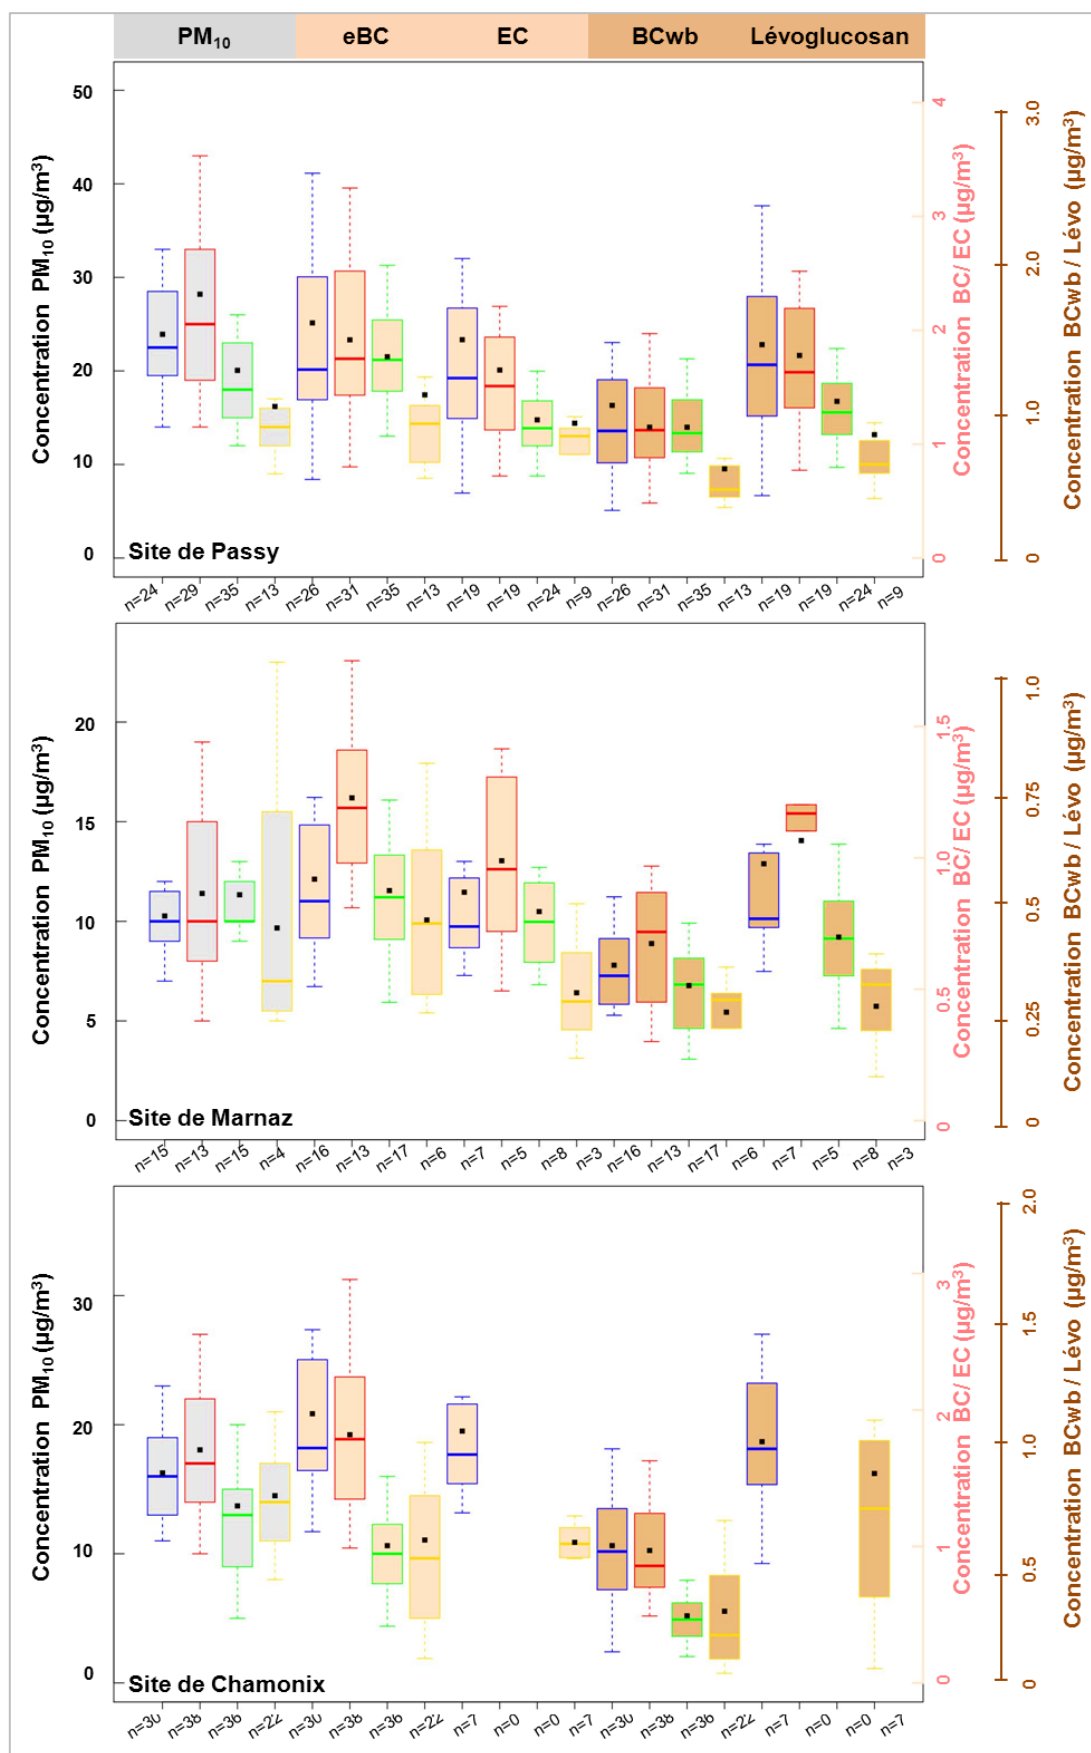 PM₁₀ eBC EC BCwb Lévoglucosan
Concentration PM₁₀ (µg/m³)
50
40
30
20
10
0
Site de Passy
Concentration BC/ EC (µg/m³)
4
3
2
1
0
Concentration BCwb / Lévo (µg/m³)
3.0
2.0
1.0
0
n=24 n=29 n=35 n=13 n=26 n=31 n=35 n=13 n=19 n=19 n=24 n=9 n=26 n=31 n=35 n=13 n=19 n=19 n=24 n=9
Concentration PM₁₀ (µg/m³)
20
15
10
5
0
Site de Marnaz
Concentration BC/ EC (µg/m³)
1.5
1.0
0.5
0
Concentration BCwb / Lévo (µg/m³)
1.0
0.75
0.5
0.25
0
n=15 n=13 n=15 n=4 n=16 n=13 n=17 n=6 n=7 n=5 n=8 n=3 n=16 n=13 n=17 n=6 n=7 n=5 n=8 n=3
Concentration PM₁₀ (µg/m³)
30
20
10
0
Site de Chamonix
Concentration BC/ EC (µg/m³)
3
2
1
0
Concentration BCwb / Lévo (µg/m³)
2.0
1.5
1.0
0.5
0
n=30 n=38 n=36 n=22 n=30 n=38 n=36 n=22 n=7 n=0 n=0 n=7 n=30 n=38 n=36 n=22 n=7 n=0 n=0 n=7